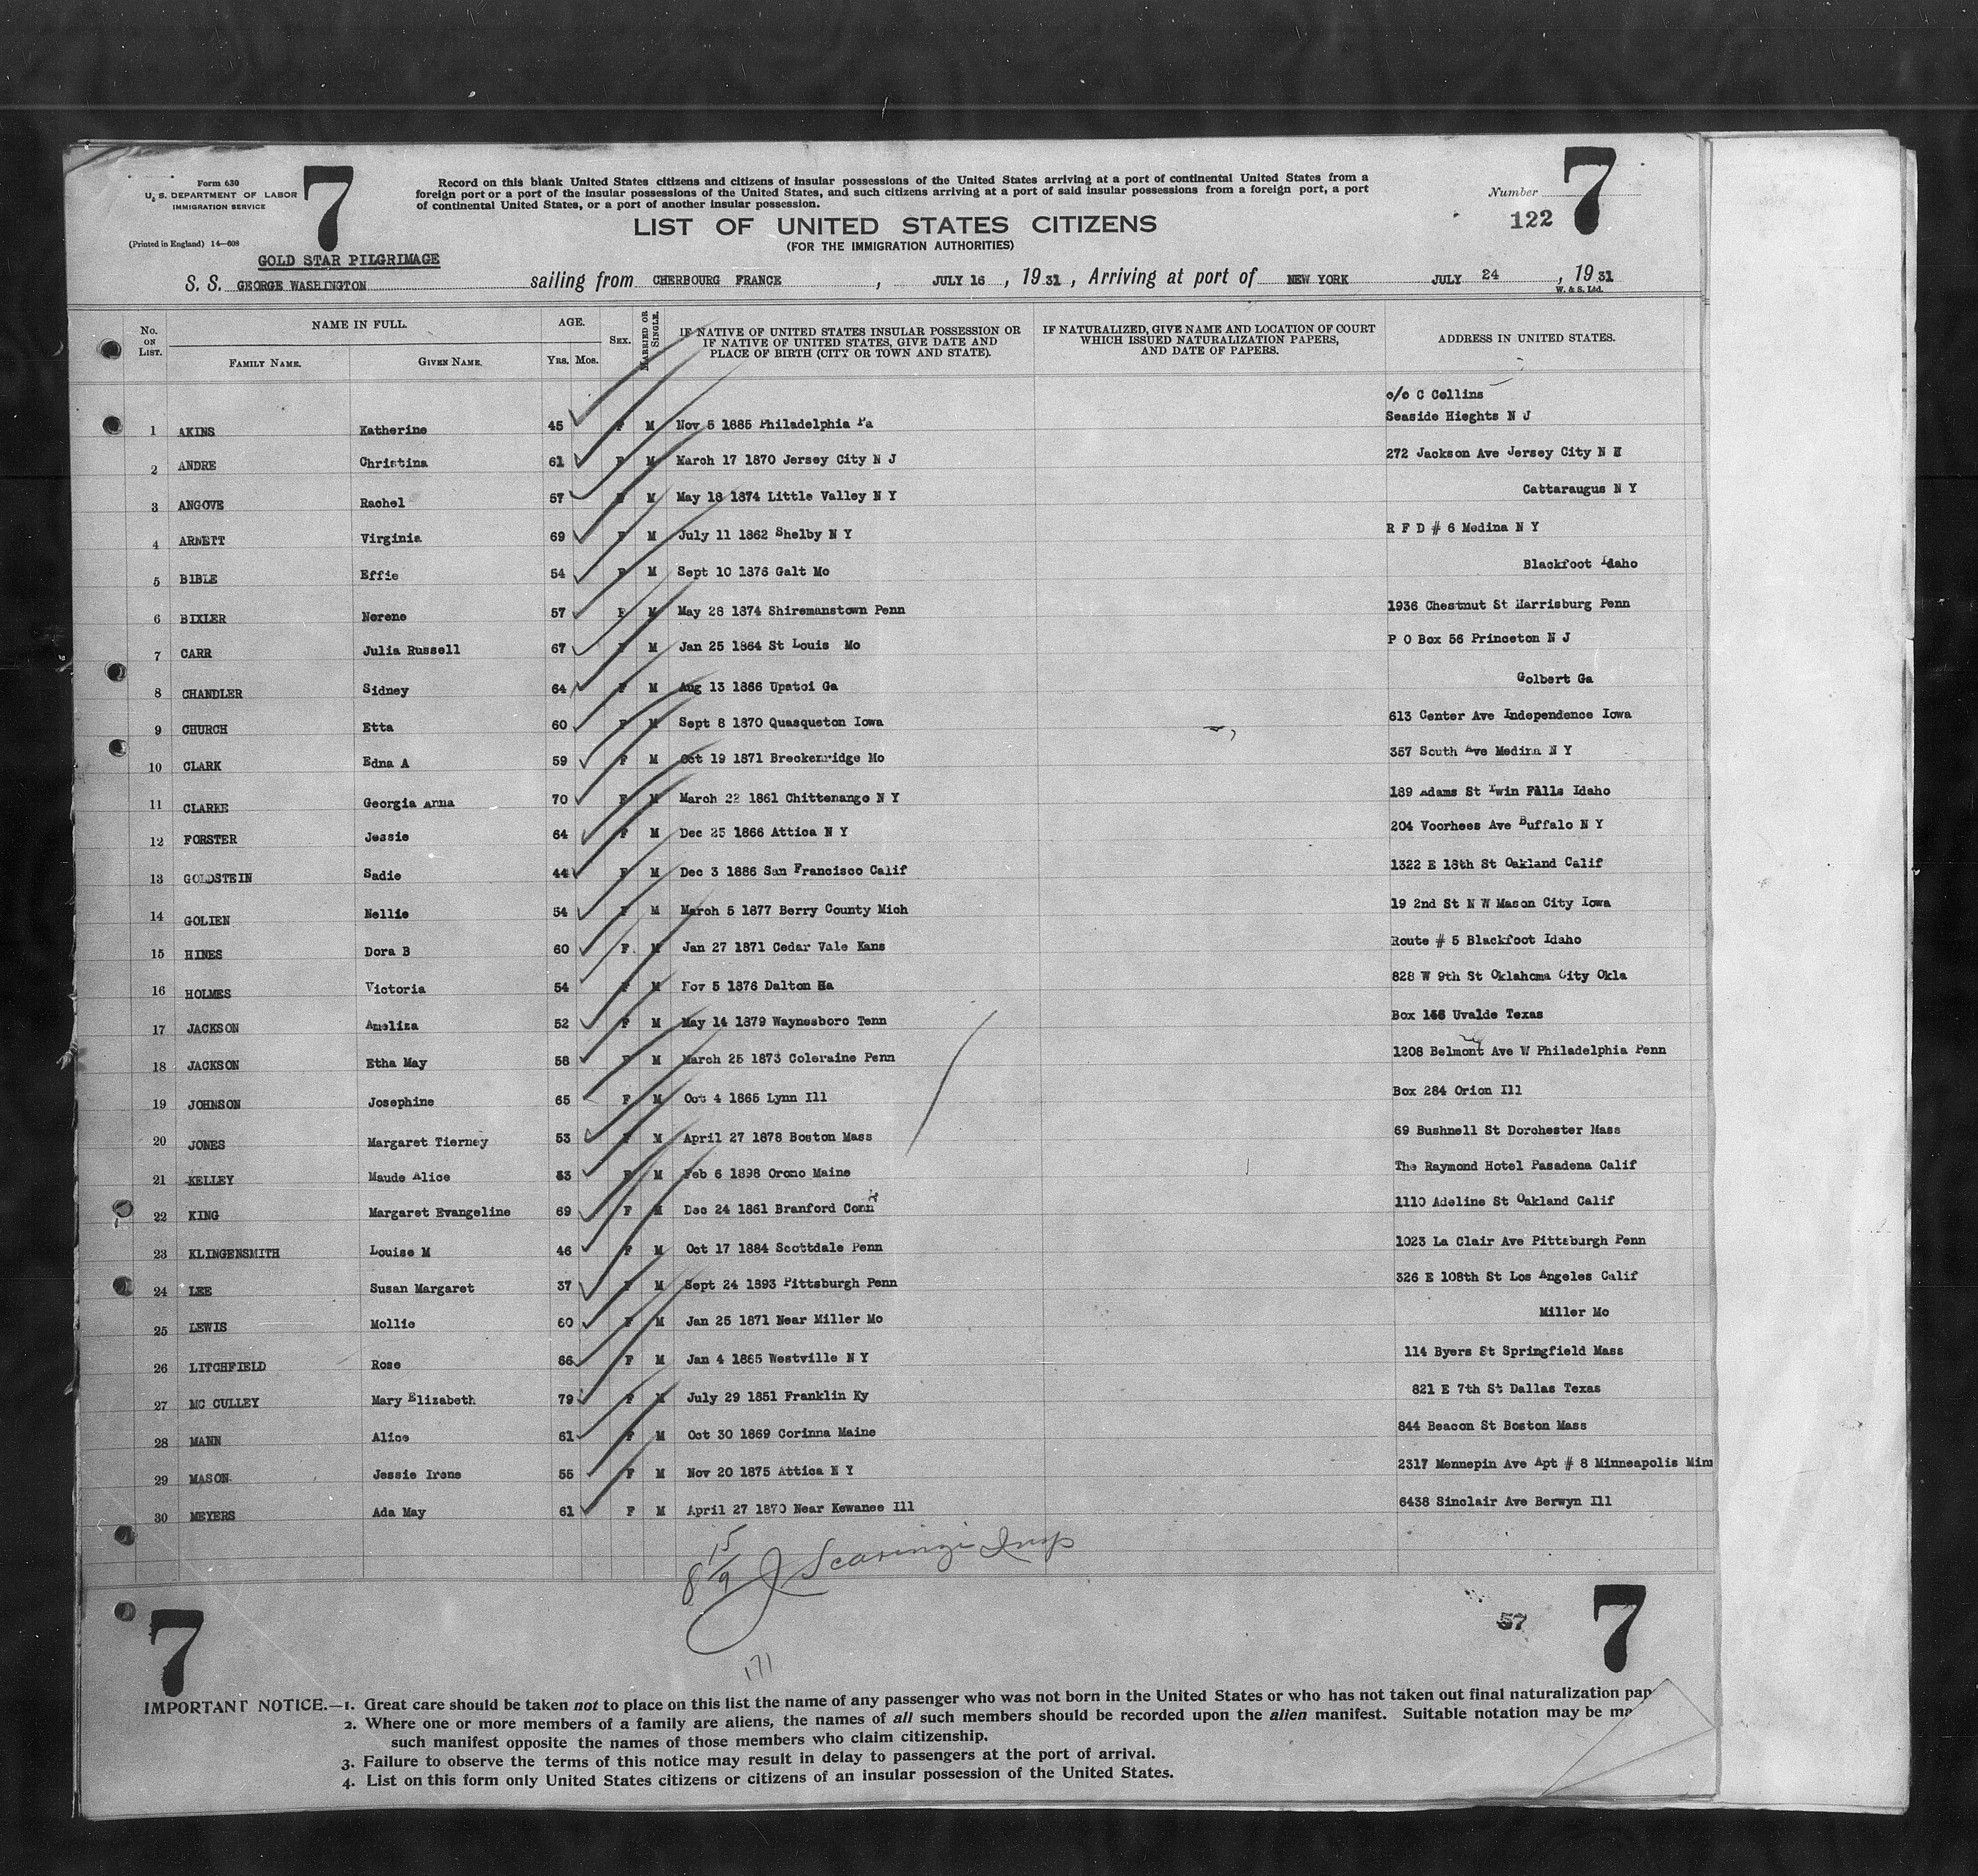 7
7
Form 630
U. S. DEPARTMENT OF LABOR
IMMIGRATION SERVICE
(Printed in England) 14—608
Record on this blank United States citizens and citizens of insular possessions of the United States arriving at a port of continental United States from a
foreign port or a port of the insular possessions of the United States, and such citizens arriving at a port of said insular possessions from a foreign port, a port
of continental United States, or a port of another insular possession.
Number
122
LIST OF UNITED STATES CITIZENS
(FOR THE IMMIGRATION AUTHORITIES)
GOLD STAR PILGRIMAGE
S. S. GEORGE WASHINGTON sailing from CHERBOURG FRANCE, JULY 16, 1931, Arriving at port of NEW YORK JULY 24, 1931
W. & S. Ltd.
No. ON LIST. NAME IN FULL. FAMILY NAME. GIVEN NAME. AGE. YRS. MOS. SEX. MARRIED OR SINGLE. IF NATIVE OF UNITED STATES INSULAR POSSESSION OR IF NATIVE OF UNITED STATES, GIVE DATE AND PLACE OF BIRTH (CITY OR TOWN AND STATE). IF NATURALIZED, GIVE NAME AND LOCATION OF COURT WHICH ISSUED NATURALIZATION PAPERS, AND DATE OF PAPERS. ADDRESS IN UNITED STATES.
c/o C Collins
1 AKINS Katherine 45 F M Nov 5 1885 Philadelphia Pa Seaside Hieghts N J
2 ANDRE Christina 61 F M March 17 1870 Jersey City N J 272 Jackson Ave Jersey City N
3 ANGOVE Rachel 57 F M May 18 1874 Little Valley N Y Cattaraugus N Y
4 ARNETT Virginia 69 F M July 11 1862 Shelby N Y R F D # 6 Medina N Y
5 BIBLE Effie 54 F M Sept 10 1876 Galt Mo Blackfoot Idaho
6 BIXLER Norene 57 F M May 28 1874 Shiremanstown Penn 1936 Chestnut St Harrisburg Penn
7 CARR Julia Russell 67 F M Jan 25 1864 St Louis Mo P O Box 56 Princeton N J
8 CHANDLER Sidney 64 F M Aug 13 1866 Upatoi Ga Golbert Ga
9 CHURCH Etta 60 F M Sept 8 1870 Quasqueton Iowa 613 Center Ave Independence Iowa
10 CLARK Edna A 59 F M Oct 19 1871 Breckenridge Mo 357 South Ave Medina N Y
11 CLARKE Georgia Anna 70 F M March 22 1861 Chittenango N Y 189 Adams St Twin Falls Idaho
12 FORSTER Jessie 64 F M Dec 25 1866 Attica N Y 204 Voorhees Ave Buffalo N Y
13 GOLDSTEIN Sadie 44 F M Dec 3 1886 San Francisco Calif 1322 E 18th St Oakland Calif
14 GOLIEN Nellie 54 F M March 5 1877 Berry County Mich 19 2nd St N W Mason City Iowa
15 HINES Dora B 60 F M Jan 27 1871 Cedar Vale Kans Route # 5 Blackfoot Idaho
16 HOLMES Victoria 54 F M Nov 5 1876 Dalton 828 W 9th St Oklahoma City Okla
17 JACKSON Ameliza 52 F M May 14 1879 Waynesboro Tenn Box Uvalde Texas
18 JACKSON Etha May 58 F M March 25 1873 Coleraine Penn 1208 Belmont Ave W Philadelphia Penn
19 JOHNSON Josephine 65 F M Oct 4 1865 Lynn Ill Box 284 Orion Ill
20 JONES Margaret Tierney 53 F M April 27 1878 Boston Mass 69 Bushnell St Dorchester Mass
21 KELLEY Maude Alice 53 F M Feb 6 1898 Orono Maine The Raymond Hotel Pasadena Calif
22 KING Margaret Evangeline 69 F M Dec 24 1861 Branford Conn 1110 Adeline St Oakland Calif
23 KLINGENSMITH Louise M 46 F M Oct 17 1884 Scottdale Penn 1023 La Clair Ave Pittsburgh Penn
24 LEE Susan Margaret 37 F M Sept 24 1893 Pittsburgh Penn 326 E 108th St Los Angeles Calif
25 LEWIS Mollie 60 F M Jan 25 1871 Near Miller Mo Miller Mo
26 LITCHFIELD Rose 66 F M Jan 4 1865 Westville N Y 114 Byers St Springfield Mass
27 MC CULLEY Mary Elizabeth 79 F M July 29 1851 Franklin Ky 821 E 7th St Dallas Texas
28 MANN Alice 61 F M Oct 30 1869 Corinna Maine 844 Beacon St Boston Mass
29 MASON Jessie Irene 55 F M Nov 20 1875 Attica N Y 2317 Mennepin Ave Apt # 8 Minneapolis Minn
30 MEYERS Ada May 61 F M April 27 1870 Near Kewanee Ill 6438 Sinclair Ave Berwyn Ill
8 15/9 J Scaringi Insp
171
57
7
7
IMPORTANT NOTICE.—1. Great care should be taken not to place on this list the name of any passenger who was not born in the United States or who has not taken out final naturalization pap
2. Where one or more members of a family are aliens, the names of all such members should be recorded upon the alien manifest. Suitable notation may be ma
such manifest opposite the names of those members who claim citizenship.
3. Failure to observe the terms of this notice may result in delay to passengers at the port of arrival.
4. List on this form only United States citizens or citizens of an insular possession of the United States.